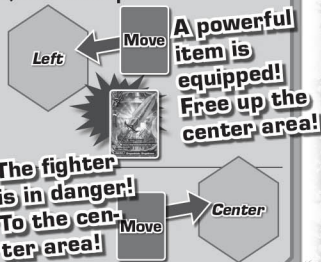 Left
Move
A powerful
item is
equipped!
Free up the
center area!
The fighter
is in danger!
To the cen-
ter area!
Move
Center